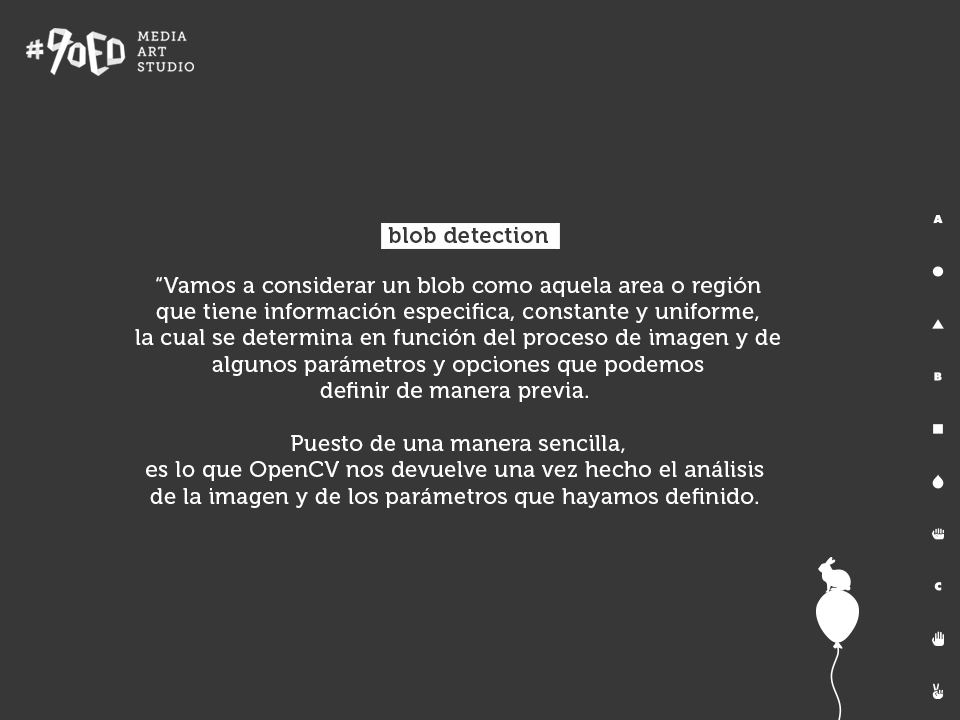 #90ED
MEDIA
ART
STUDIO
blob detection
“Vamos a considerar un blob como aquela area o región
que tiene información especifica, constante y uniforme,
la cual se determina en función del proceso de imagen y de
algunos parámetros y opciones que podemos
definir de manera previa.
Puesto de una manera sencilla,
es lo que OpenCV nos devuelve una vez hecho el análisis
de la imagen y de los parámetros que hayamos definido.
A
B
C